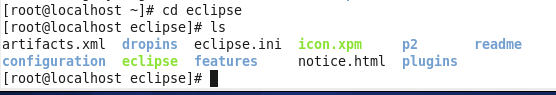 [root@localhost ~]# cd eclipse
[root@localhost eclipse]# ls
artifacts.xml  dropins  eclipse.ini  icon.xpm     p2       readme
configuration  eclipse  features     notice.html  plugins
[root@localhost eclipse]#